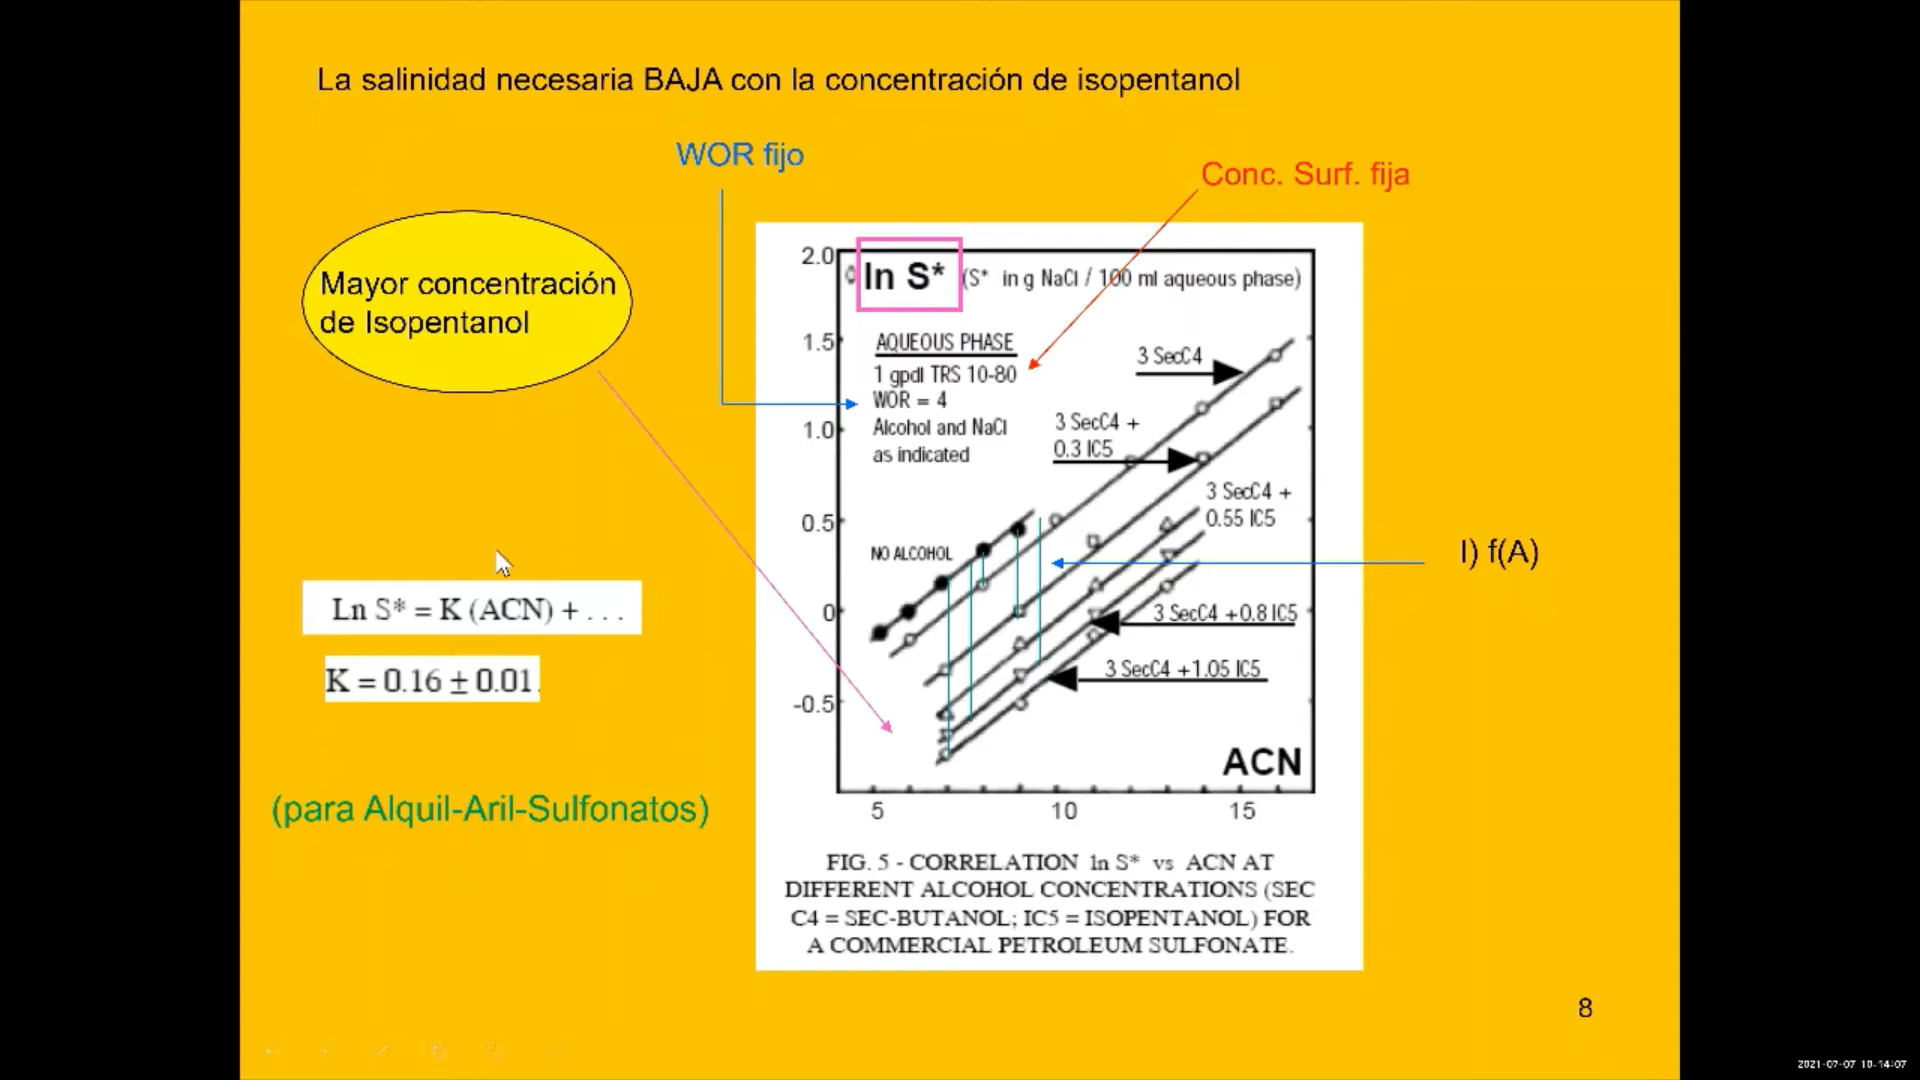 La salinidad necesaria BAJA con la concentración de isopentanol
WOR fijo
Conc. Surf. fija
Mayor concentración
de Isopentanol
2.0
ln S* (S* in g NaCl / 100 ml aqueous phase)
1.5
AQUEOUS PHASE
1 gpdl TRS 10-80
WOR = 4
Alcohol and NaCl
as indicated
3 SecC4
1.0
3 SecC4 +
0.3 IC5
3 SecC4 +
0.55 IC5
0.5
NO ALCOHOL
I) f(A)
0
3 SecC4 +0.8 IC5
3 SecC4 +1.05 IC5
-0.5
ACN
5 10 15
Ln S* = K (ACN) + . . .
K = 0.16 ± 0.01.
(para Alquil-Aril-Sulfonatos)
FIG. 5 - CORRELATION ln S* vs ACN AT
DIFFERENT ALCOHOL CONCENTRATIONS (SEC
C4 = SEC-BUTANOL; IC5 = ISOPENTANOL) FOR
A COMMERCIAL PETROLEUM SULFONATE.
8
2021-07-07 10:14:07